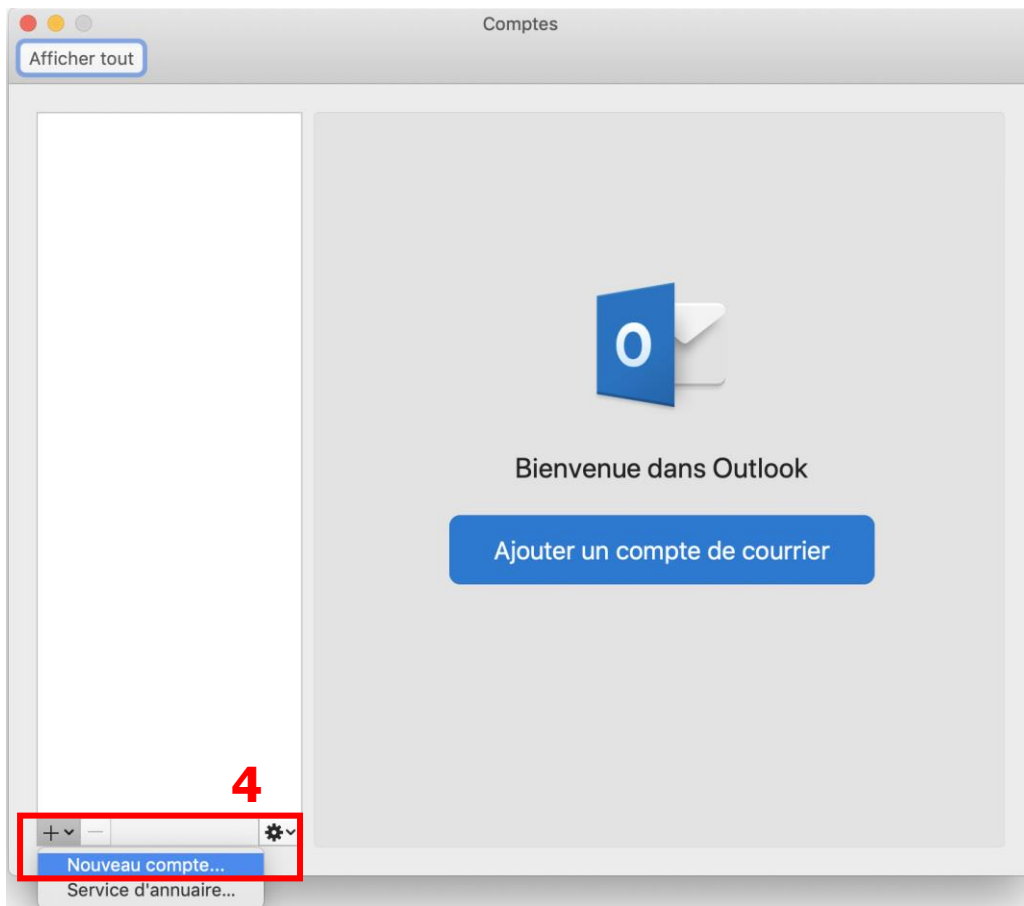 Comptes
Afficher tout
O
Bienvenue dans Outlook
Ajouter un compte de courrier
4
Nouveau compte...
Service d'annuaire...